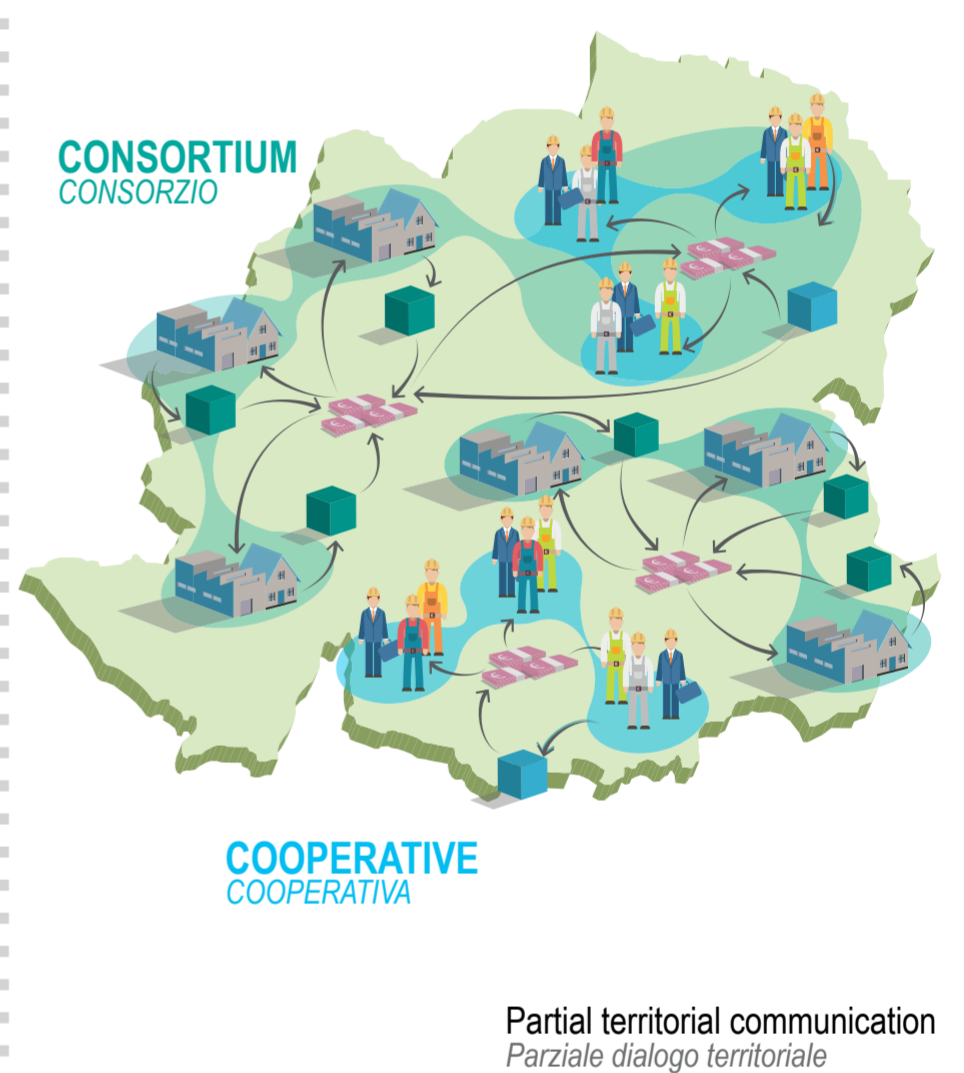 CONSORTIUM
CONSORZIO
COOPERATIVE
COOPERATIVA
Partial territorial communication
Parziale dialogo territoriale